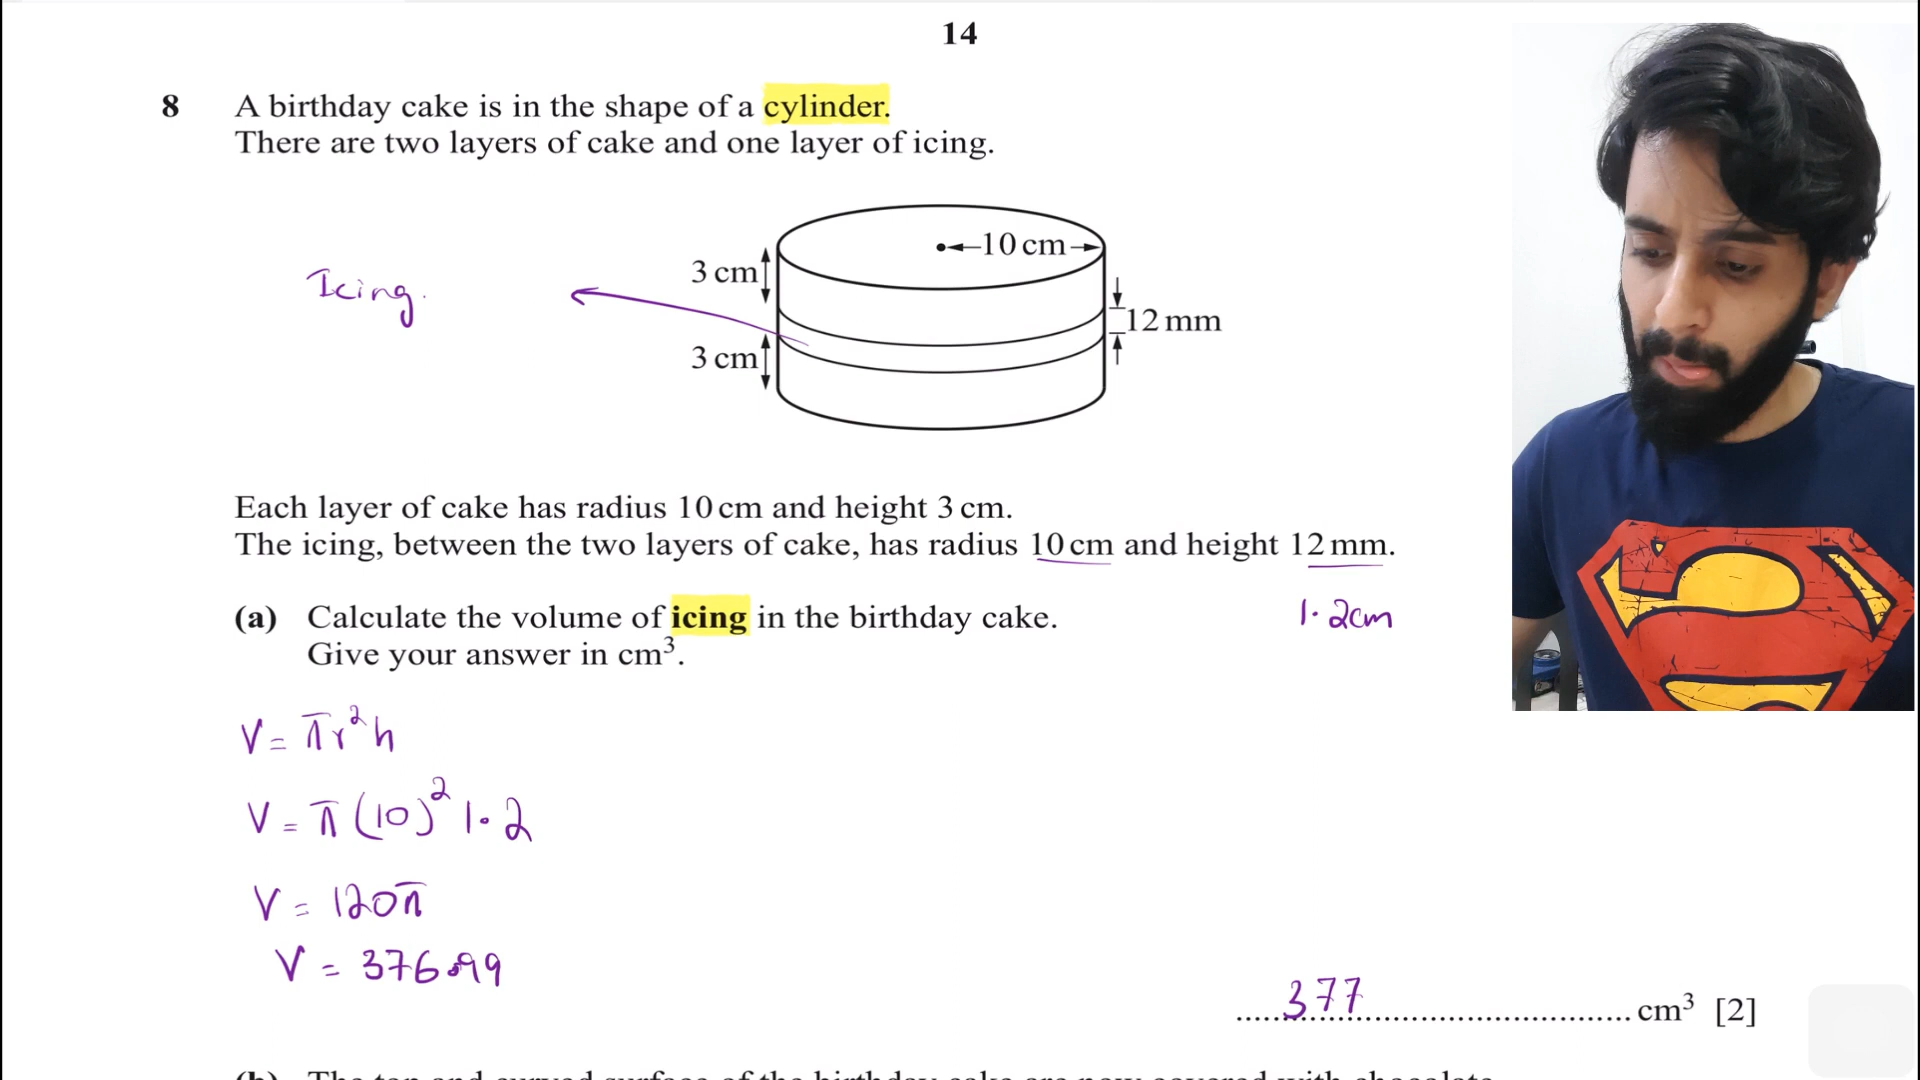 14
8 A birthday cake is in the shape of a cylinder.
There are two layers of cake and one layer of icing.
10 cm
3 cm
Icing.
12 mm
3 cm
Each layer of cake has radius 10 cm and height 3 cm.
The icing, between the two layers of cake, has radius 10 cm and height 12 mm.
(a) Calculate the volume of icing in the birthday cake.
1.2cm
Give your answer in cm³.
V = πr²h
V = π(10)² 1.2
V = 120π
V = 376.99
377 cm³ [2]